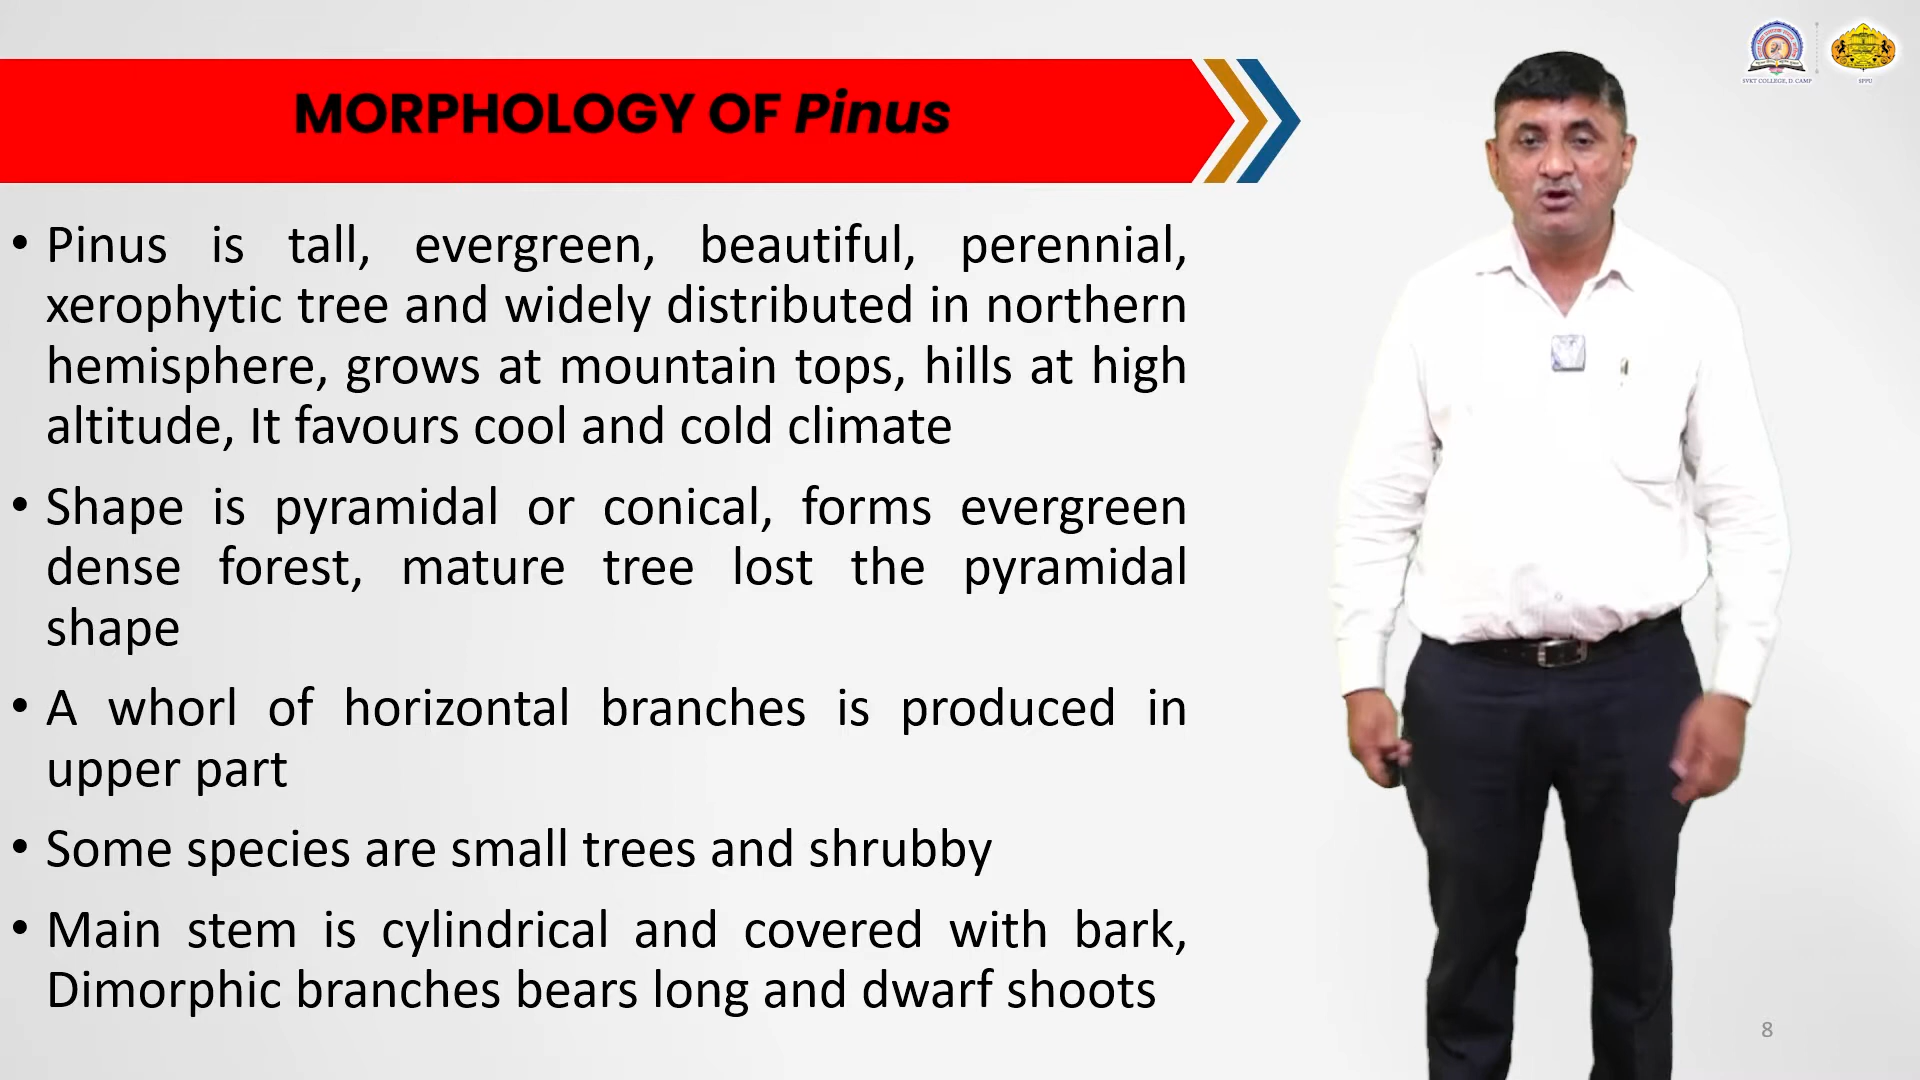 MORPHOLOGY OF Pinus
SVKT COLLEGE, D. CAMP
SPPU
• Pinus is tall, evergreen, beautiful, perennial,
xerophytic tree and widely distributed in northern
hemisphere, grows at mountain tops, hills at high
altitude, It favours cool and cold climate
• Shape is pyramidal or conical, forms evergreen
dense forest, mature tree lost the pyramidal
shape
• A whorl of horizontal branches is produced in
upper part
• Some species are small trees and shrubby
• Main stem is cylindrical and covered with bark,
Dimorphic branches bears long and dwarf shoots
8